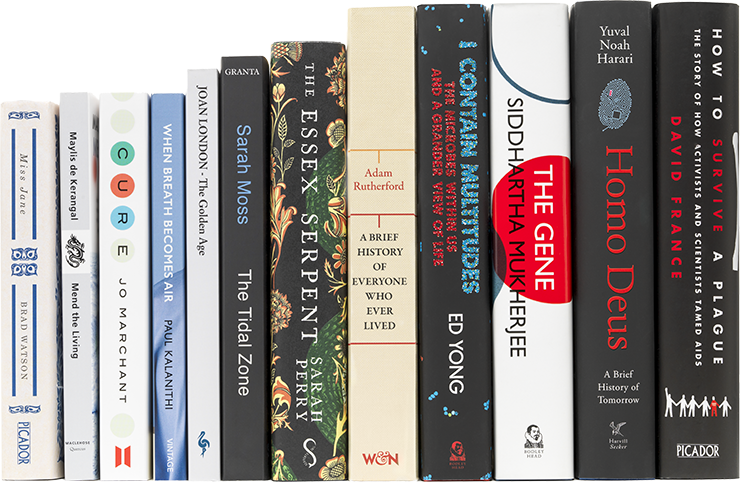 Miss Jane
BRAD WATSON
PICADOR
Maylis de Kerangal
Mend the Living
MACLEHOSE
Quercus
CURE
JO MARCHANT
WHEN BREATH BECOMES AIR
PAUL KALANITHI
VINTAGE
JOAN LONDON - The Golden Age
GRANTA
Sarah Moss
The Tidal Zone
THE ESSEX SERPENT
SARAH
PERRY
Adam
Rutherford
A BRIEF
HISTORY
OF
EVERYONE
WHO
EVER
LIVED
W&N
I CONTAIN MULTITUDES
THE MICROBES WITHIN US
AND A GRANDER VIEW OF LIFE
ED YONG
BODLEY
HEAD
THE GENE
SIDDHARTHA MUKHERJEE
BODLEY
HEAD
Yuval
Noah
Harari
Homo Deus
A Brief
History of
Tomorrow
Harvill
Secker
HOW TO SURVIVE A PLAGUE
THE STORY OF HOW ACTIVISTS AND SCIENTISTS TAMED AIDS
DAVID FRANCE
PICADOR